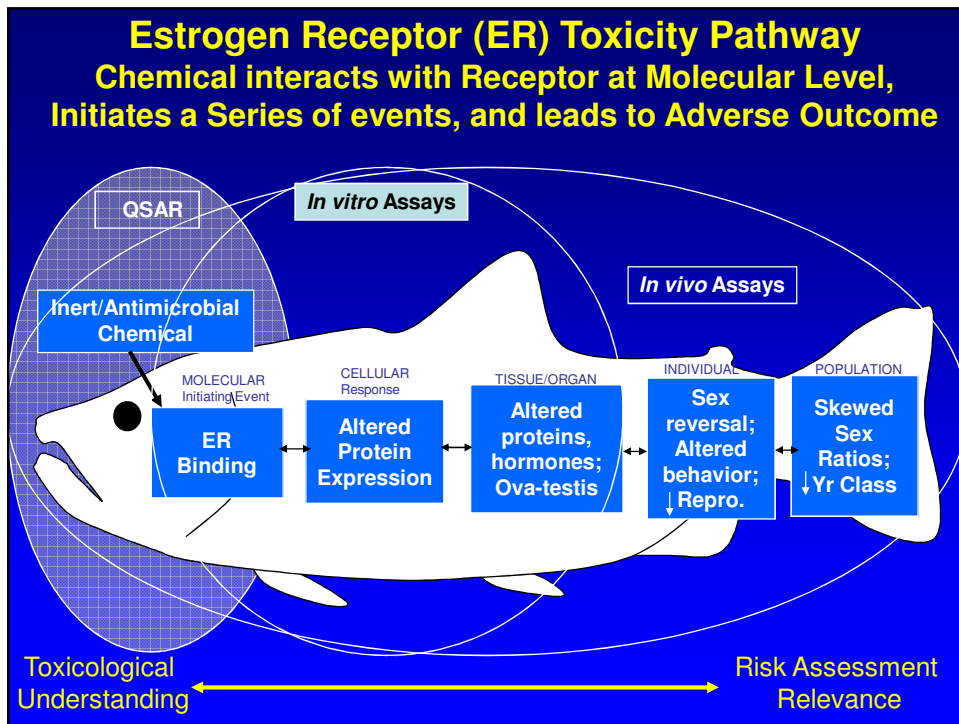 Estrogen Receptor (ER) Toxicity Pathway
Chemical interacts with Receptor at Molecular Level,
Initiates a Series of events, and leads to Adverse Outcome
QSAR
In vitro Assays
In vivo Assays
Inert/Antimicrobial
Chemical
MOLECULAR
Initiating Event
ER
Binding
CELLULAR
Response
Altered
Protein
Expression
TISSUE/ORGAN
Altered
proteins,
hormones;
Ova-testis
INDIVIDUAL
Sex
reversal;
Altered
behavior;
↓Repro.
POPULATION
Skewed
Sex
Ratios;
↓Yr Class
Toxicological
Understanding
Risk Assessment
Relevance